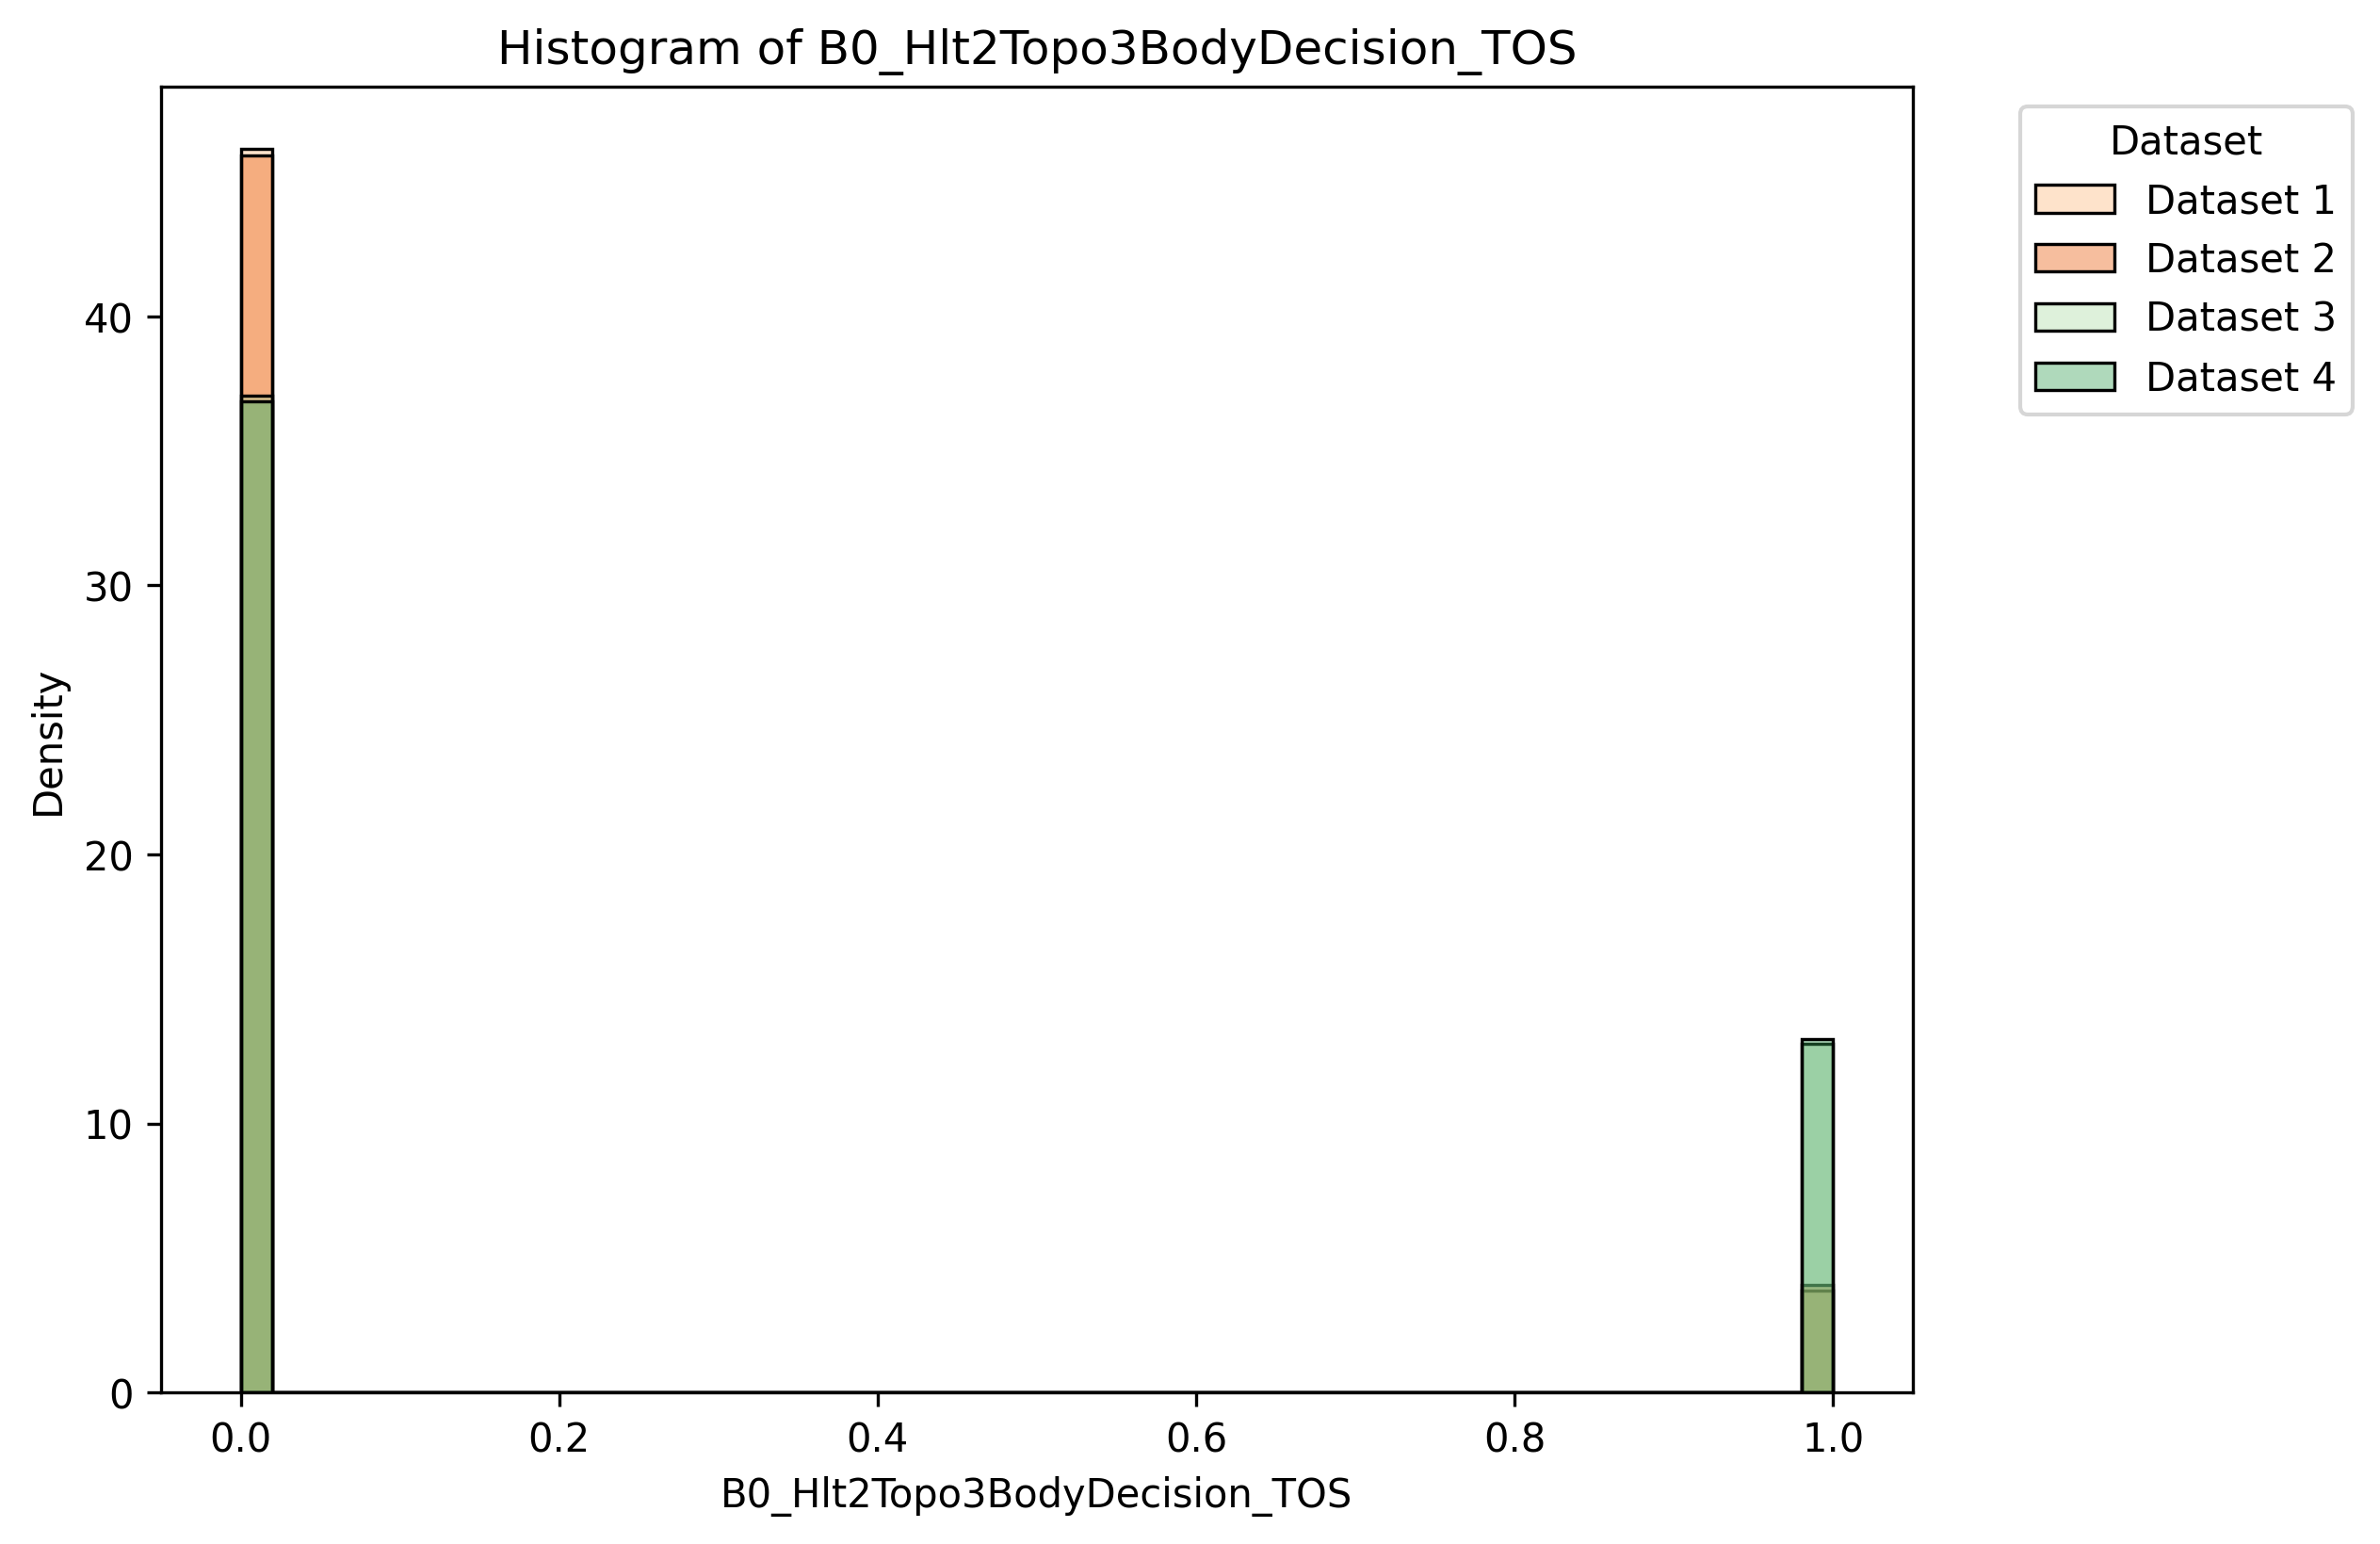 Histogram of B0_Hlt2Topo3BodyDecision_TOS
Dataset
Dataset 1
Dataset 2
Dataset 3
Dataset 4
Density
40
30
20
10
0
0.0 0.2 0.4 0.6 0.8 1.0
B0_Hlt2Topo3BodyDecision_TOS